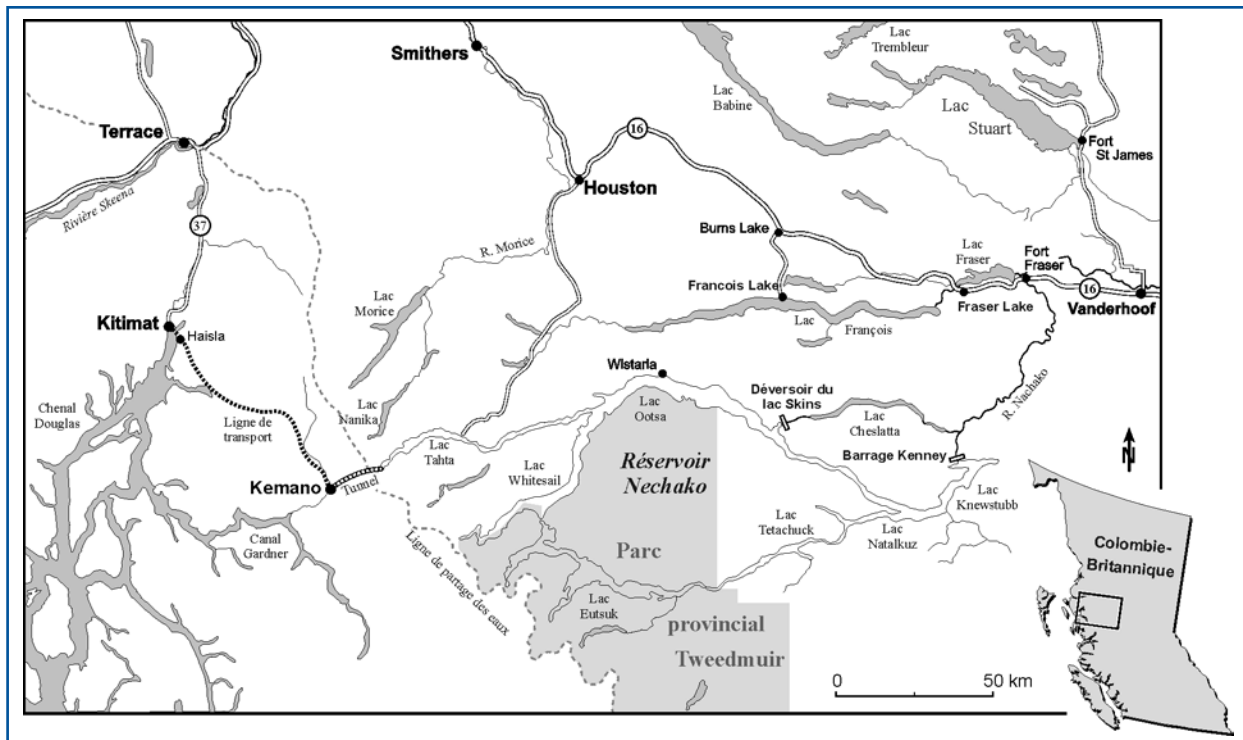 Smithers
Lac
Trembleur
Lac
Babine
Lac
Stuart
Terrace
16
Fort
St James
Rivière Skeena
Houston
37
R. Morice
Burns Lake
Lac
Fraser
Fort
Fraser
Francois Lake
16
Lac
Morice
Fraser Lake
Vanderhoof
Kitimat
Haisla
Lac
François
Wistaria
Déversoir du
lac Skins
R. Nachako
Chenal
Douglas
Ligne de
transport
Lac
Nanika
Lac
Ootsa
Lac
Cheslatta
Lac
Tahta
Barrage Kenney
N
Lac
Whitesail
Réservoir
Nechako
Kemano
Tunnel
Lac
Knewstubb
Lac
Tetachuck
Lac
Natalkuz
Canal
Gardner
Ligne de partage des eaux
Parc
Colombie-
Britannique
Lac
Eutsuk
provincial
Tweedmuir
0
50 km